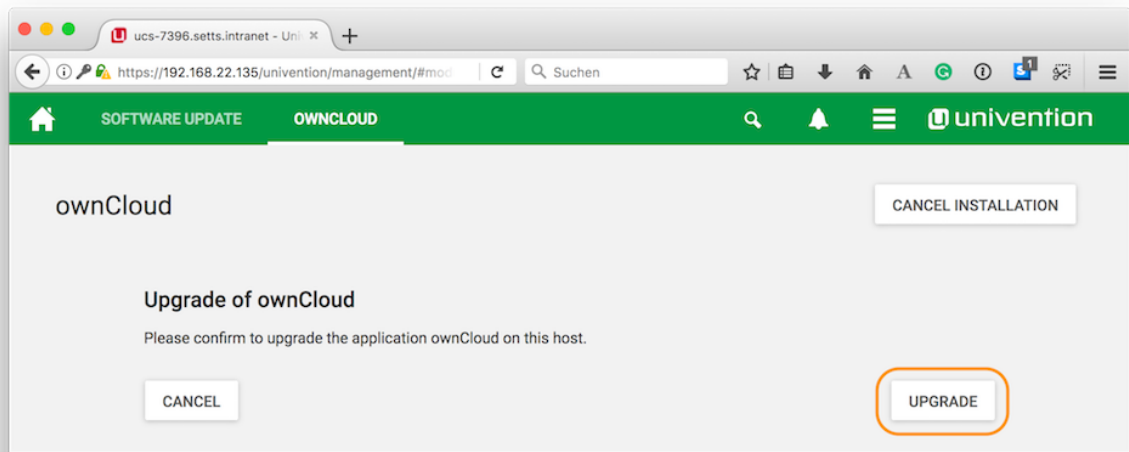 ucs-7396.setts.intranet - Uni
https://192.168.22.135/univention/management/#mod
Suchen
A
G
S
1
SOFTWARE UPDATE
OWNCLOUD
univention
ownCloud
CANCEL INSTALLATION
Upgrade of ownCloud
Please confirm to upgrade the application ownCloud on this host.
CANCEL
UPGRADE